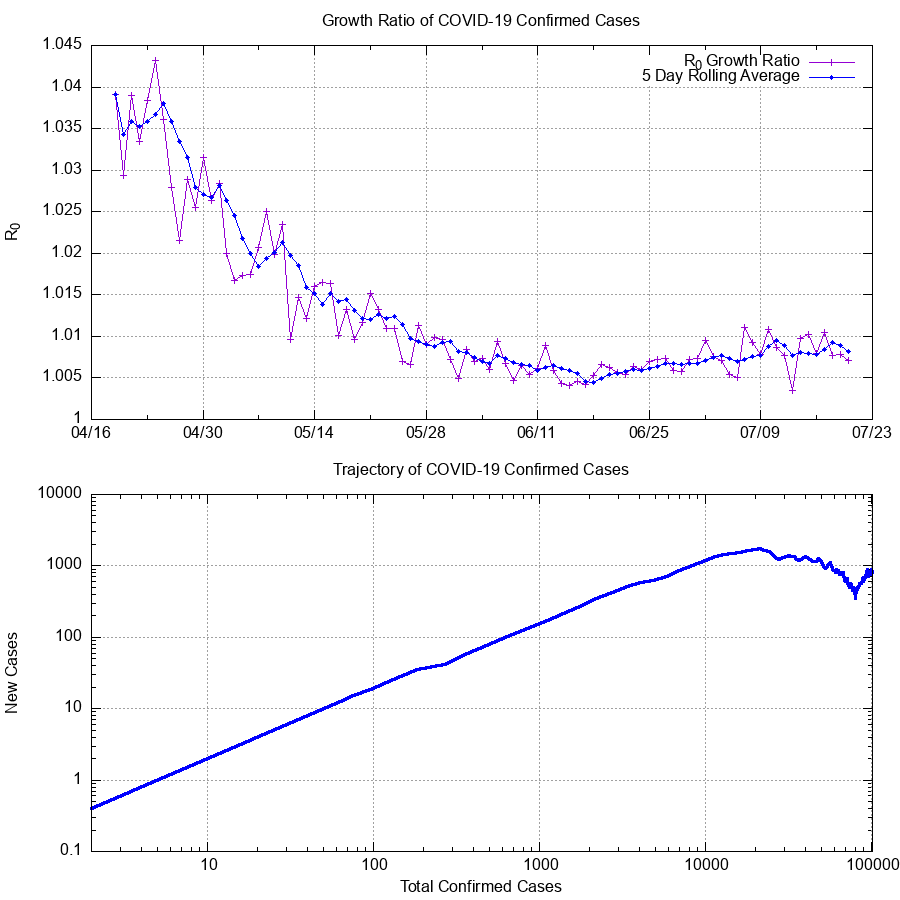 Growth Ratio of COVID-19 Confirmed Cases
1.045
1.04
1.035
1.03
1.025
1.02
1.015
1.01
1.005
1
R0
R0 Growth Ratio
5 Day Rolling Average
04/16 04/30 05/14 05/28 06/11 06/25 07/09 07/23
Trajectory of COVID-19 Confirmed Cases
10000
1000
100
10
1
0.1
New Cases
10 100 1000 10000 100000
Total Confirmed Cases